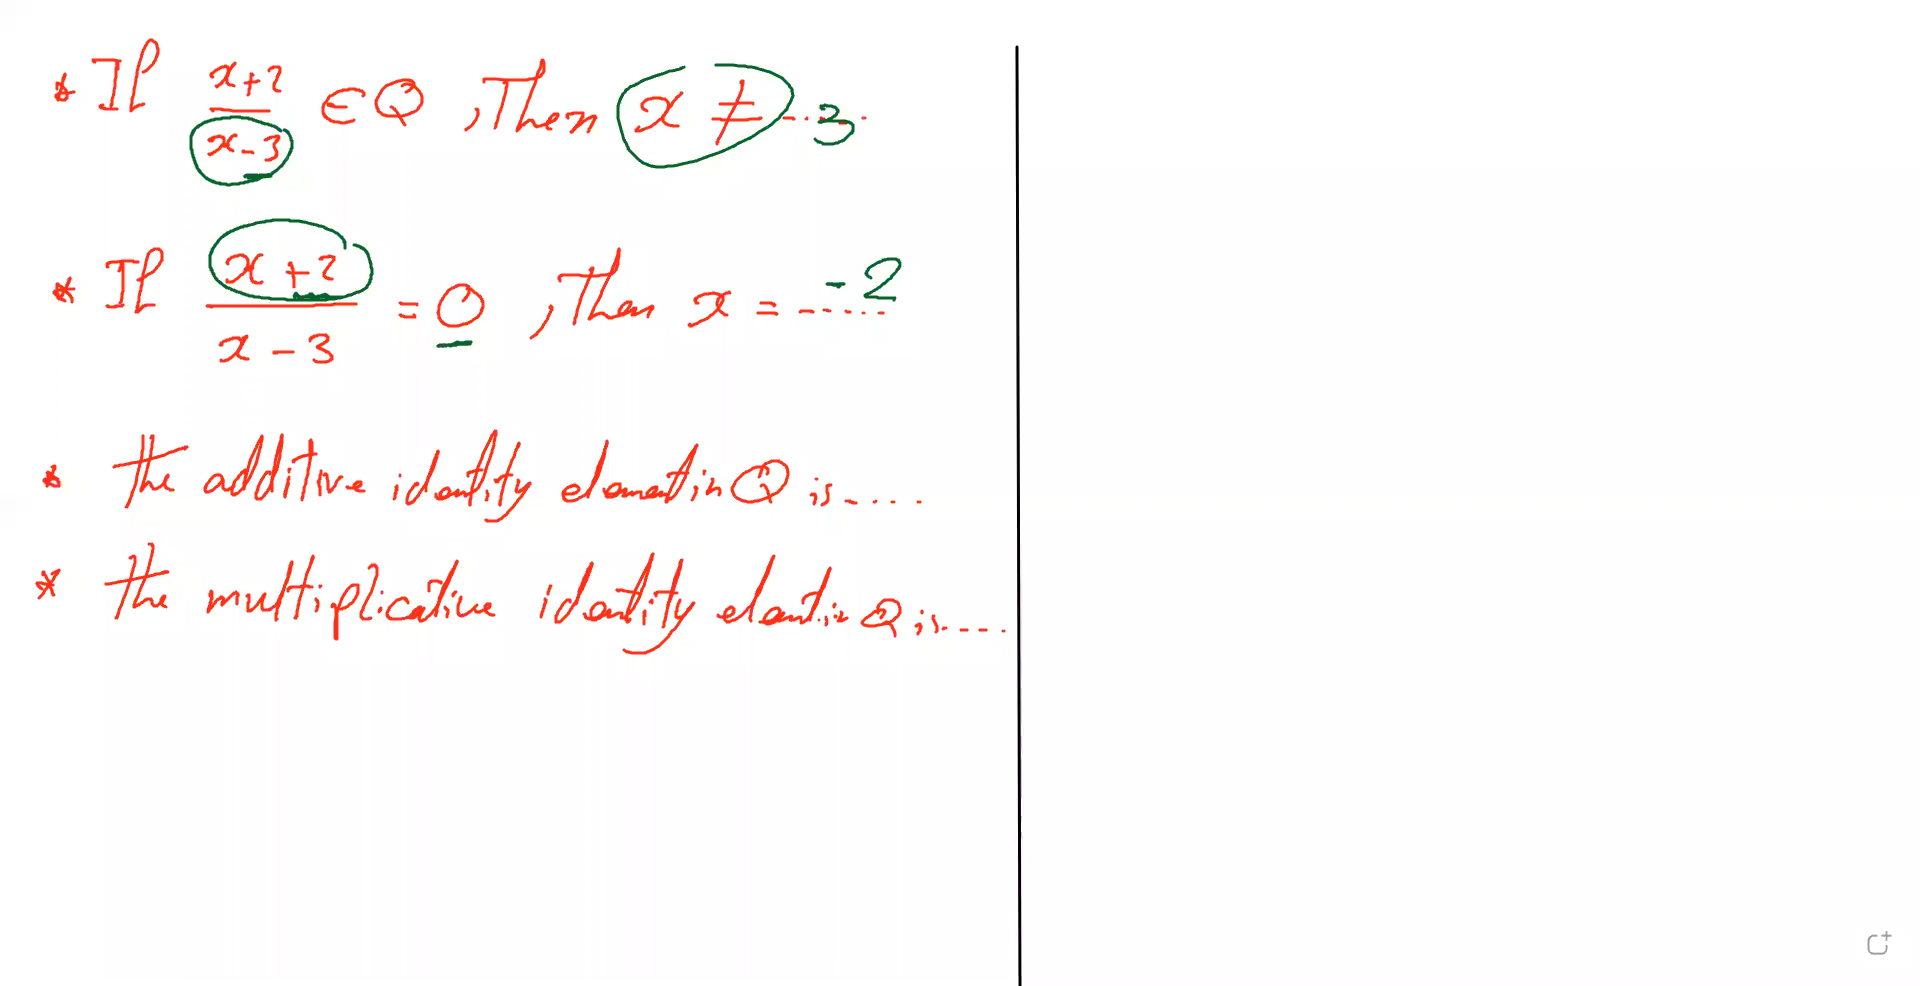 * If x+2/x-3 ∈ Q , Then x ≠ ..3...
* If x+2/x-3 = 0 , Then x = ..-2...
* the additive identity element in Q is .....
* the multiplicative identity elent in Q is .....